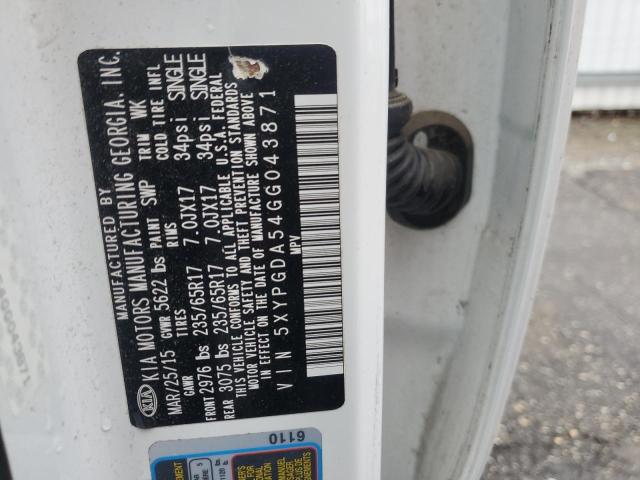 MANUFACTURED BY
KIA MOTORS MANUFACTURING GEORGIA, INC.
MAR/25/15 GVWR 5622 lbs PAINT SWP TRIM WK
GAWR TIRES RIMS COLD TIRE INFL
FRONT 2976 lbs 235/65R17 7.0JX17 34psi SINGLE
REAR 3075 lbs 235/65R17 7.0JX17 34psi SINGLE
THIS VEHICLE CONFORMS TO ALL APPLICABLE U.S.A. FEDERAL
MOTOR VEHICLE SAFETY AND THEFT PREVENTION STANDARDS
IN EFFECT ON THE DATE OF MANUFACTURE SHOWN ABOVE
MPV
VIN 5XYPGDA54GG043871
KIA
6110